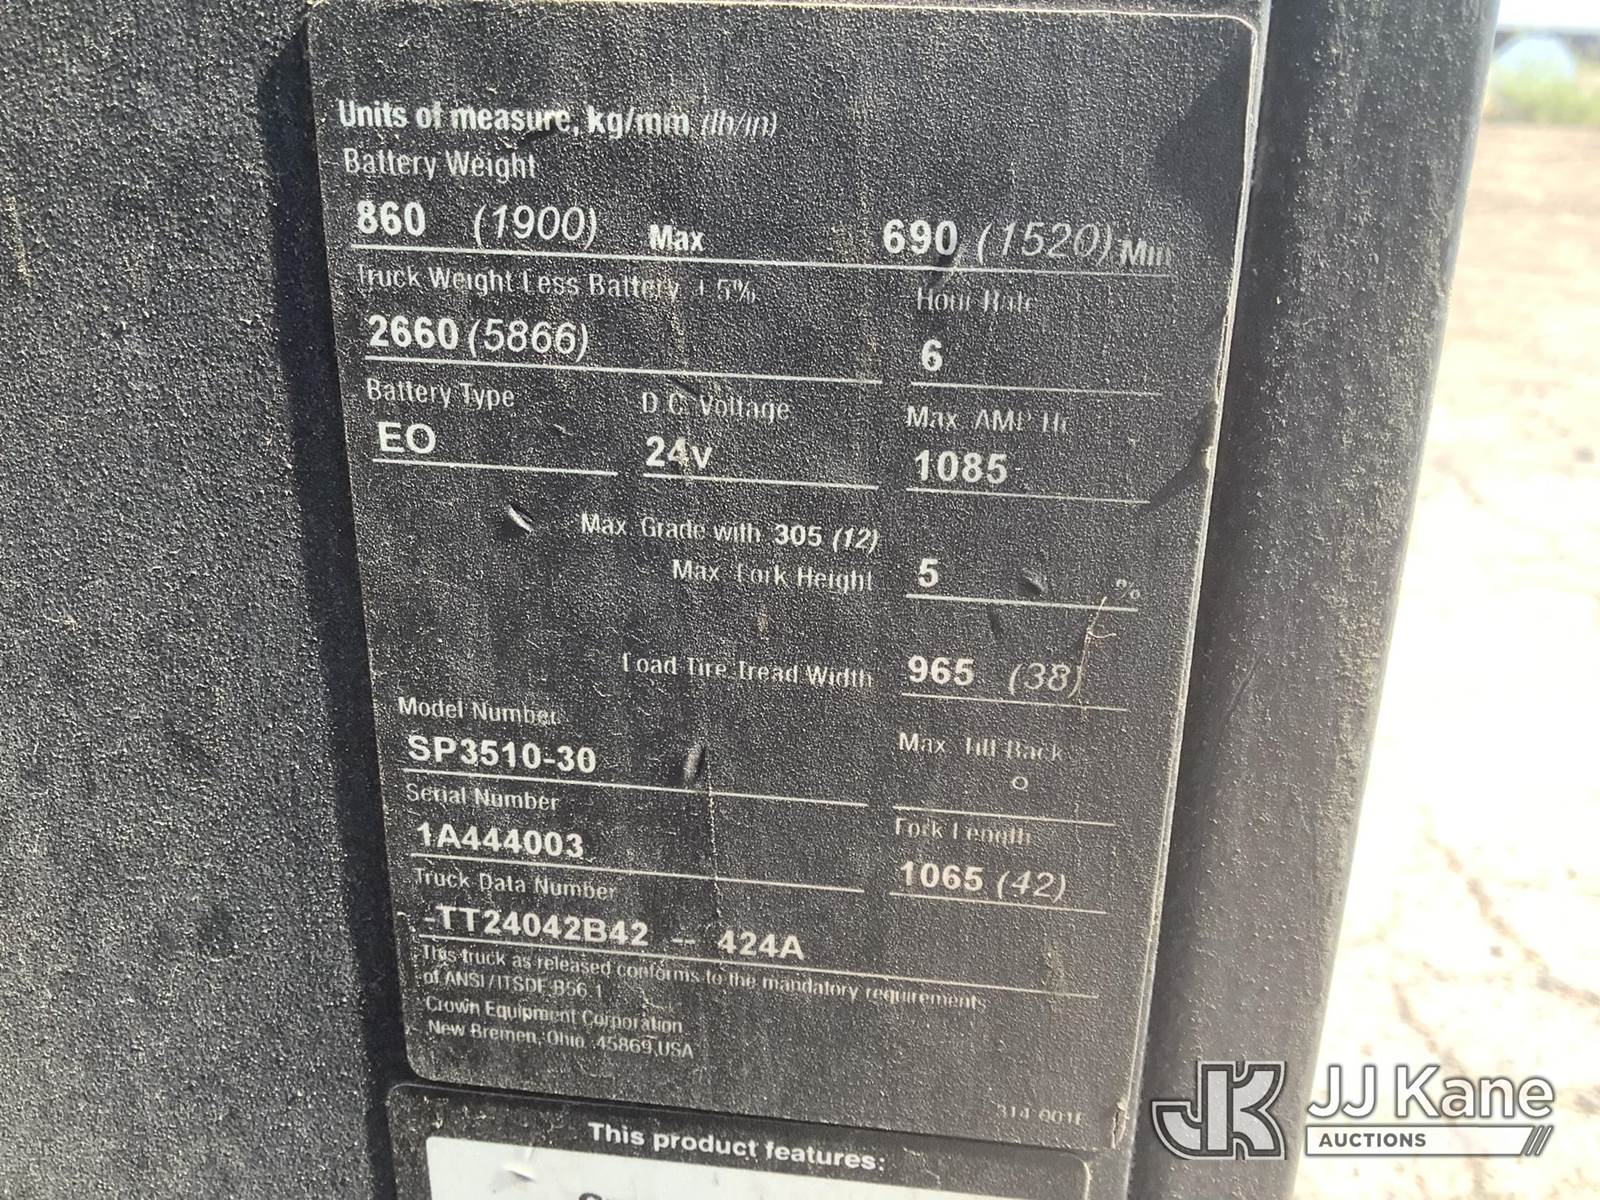 Units of measure, kg/mm (lb/in)
Battery Weight
860 (1900) Max 690 (1520) Min
Truck Weight Less Battery ± 5% Hour Rate
2660 (5866) 6
Battery Type D.C. Voltage Max. AMP Hr.
EO 24v 1085
Max. Grade with 305 (12)
Max. Fork Height 5 %
Load Tire Tread Width 965 (38)
Model Number Max. Tilt Back
SP3510-30 °
Serial Number Fork Length
1A444003 1065 (42)
Truck Data Number
-TT24042B42 -- 424A
This truck as released conforms to the mandatory requirements
of ANSI/ITSDF B56.1
Crown Equipment Corporation
New Bremen, Ohio 45869 USA
This product features:
JK JJ Kane
AUCTIONS